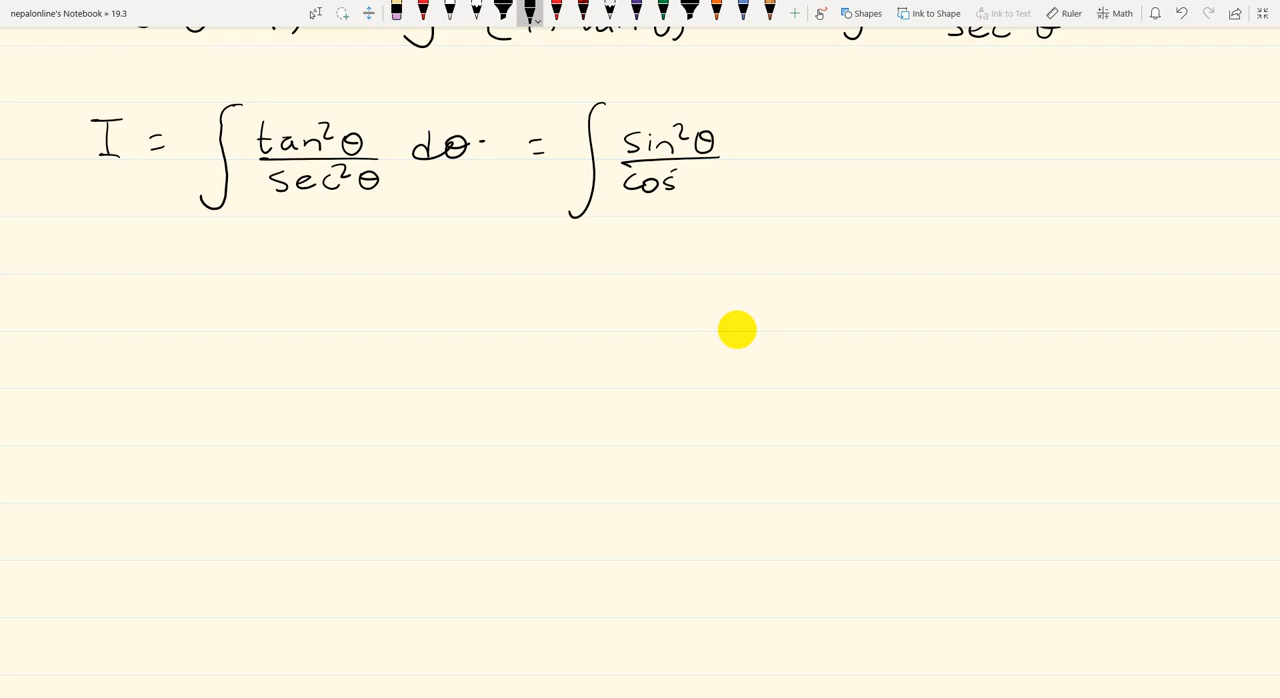 nepalonline's Notebook » 19.3 Shapes Ink to Shape Ink to Text Ruler Math
I = ∫ tan²θ / sec²θ dθ. = ∫ sin²θ / cos